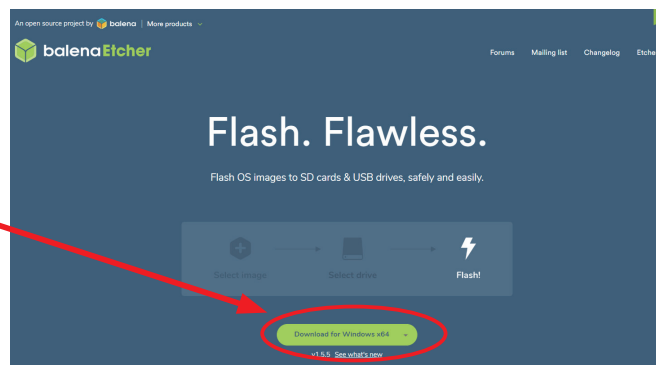 An open source project by balena | More products
balenaEtcher
Forums Mailing list Changelog Etche
Flash. Flawless.
Flash OS images to SD cards & USB drives, safely and easily.
Select image Select drive Flash!
Download for Windows x64
v1.5.5 See what's new